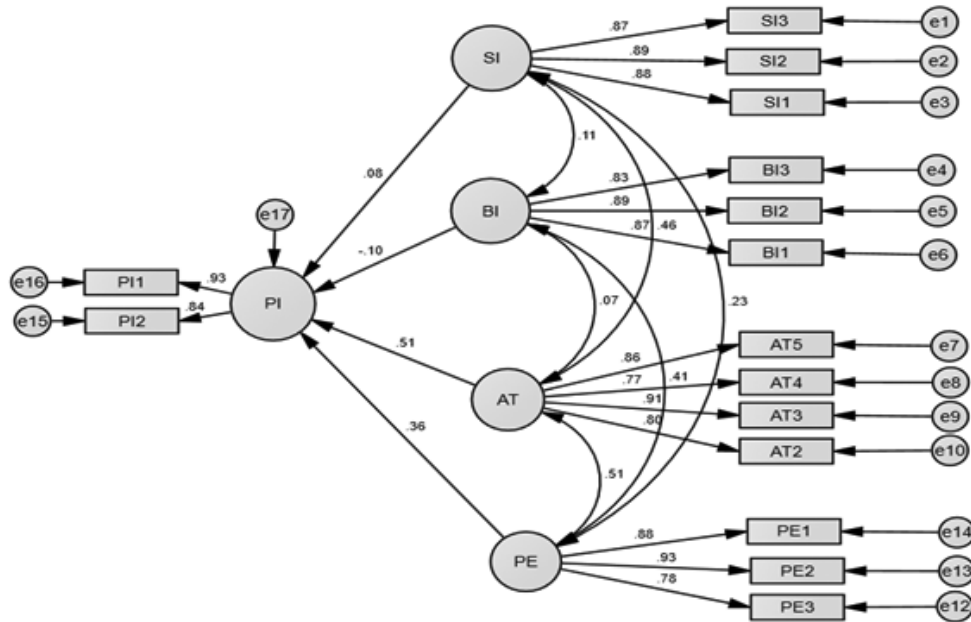 SI3
e1
.87
SI
.89
SI2
e2
.88
SI1
e3
.11
BI3
e4
.83
.08
BI
.89
BI2
e5
e17
.87
.46
BI1
e6
-.10
e16
PI1
.93
PI
.07
.23
e15
PI2
.84
.51
AT5
e7
.86
.77
.41
AT4
e8
AT
.91
AT3
e9
.80
.36
AT2
e10
.51
PE1
e14
.88
PE
.93
PE2
e13
.78
PE3
e12